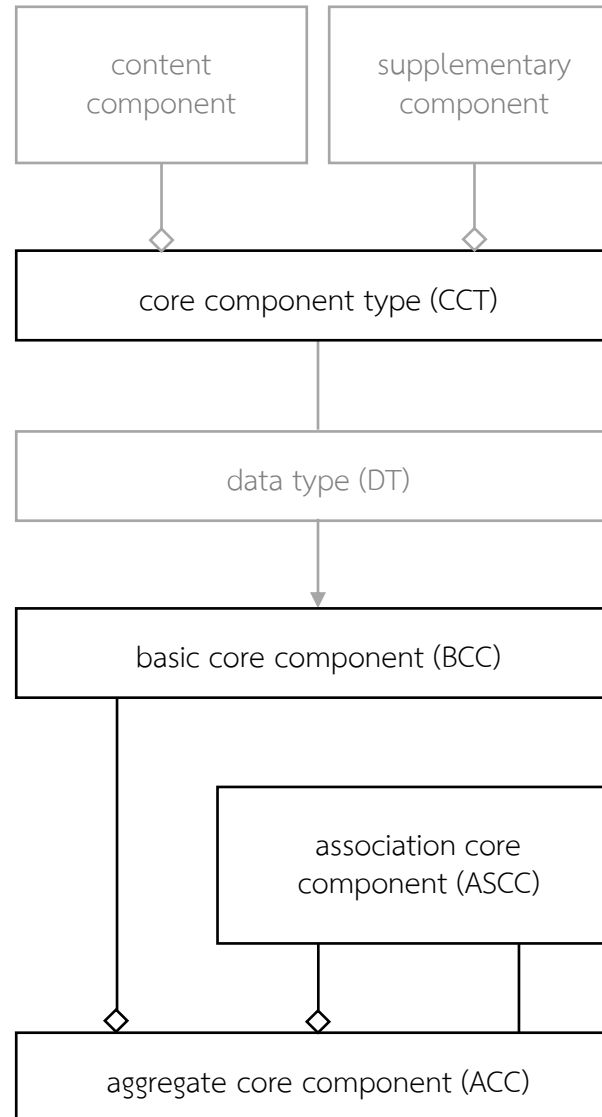 content
component
supplementary
component
core component type (CCT)
data type (DT)
basic core component (BCC)
association core
component (ASCC)
aggregate core component (ACC)